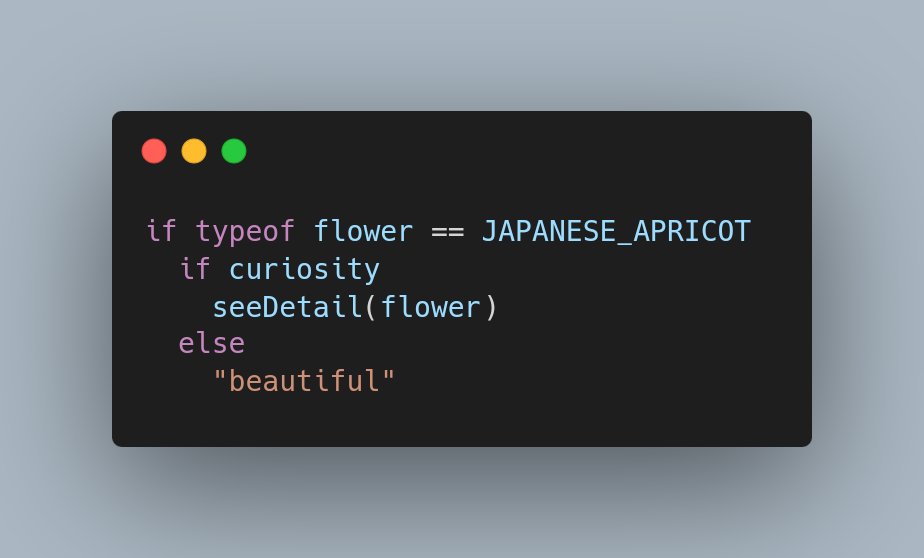 if typeof flower == JAPANESE_APRICOT
  if curiosity
    seeDetail(flower)
  else
    "beautiful"